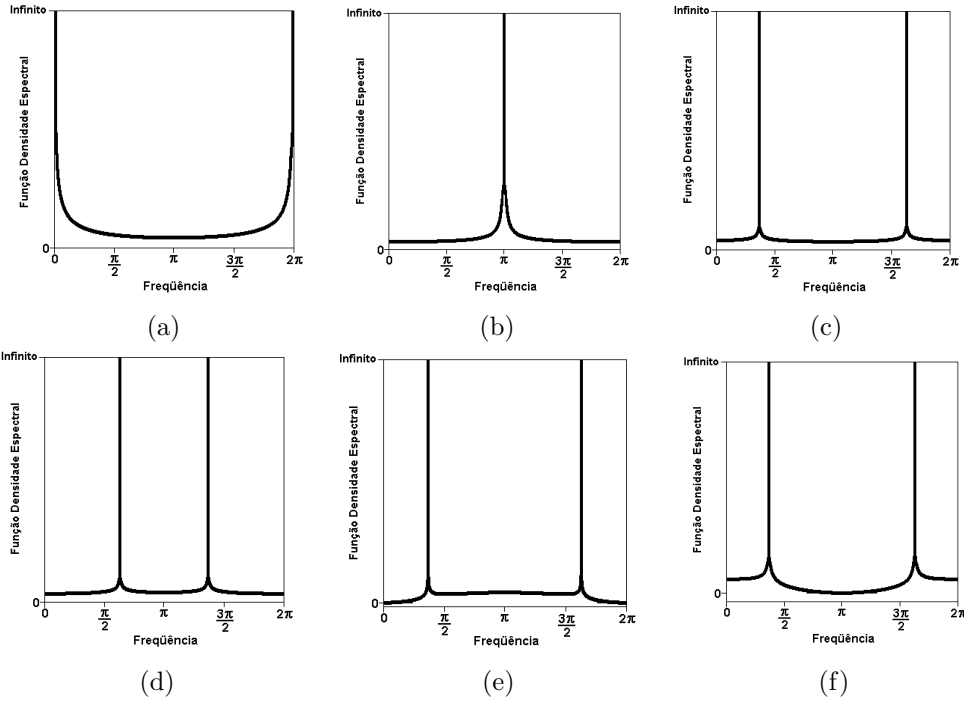 Infinito
Função Densidade Espectral
0
0 π/2 π 3π/2 2π
Freqüência
(a)
Infinito
Função Densidade Espectral
0
0 π/2 π 3π/2 2π
Freqüência
(b)
Infinito
Função Densidade Espectral
0
0 π/2 π 3π/2 2π
Freqüência
(c)
Infinito
Função Densidade Espectral
0
0 π/2 π 3π/2 2π
Freqüência
(d)
Infinito
Função Densidade Espectral
0
0 π/2 π 3π/2 2π
Freqüência
(e)
Infinito
Função Densidade Espectral
0
0 π/2 π 3π/2 2π
Freqüência
(f)